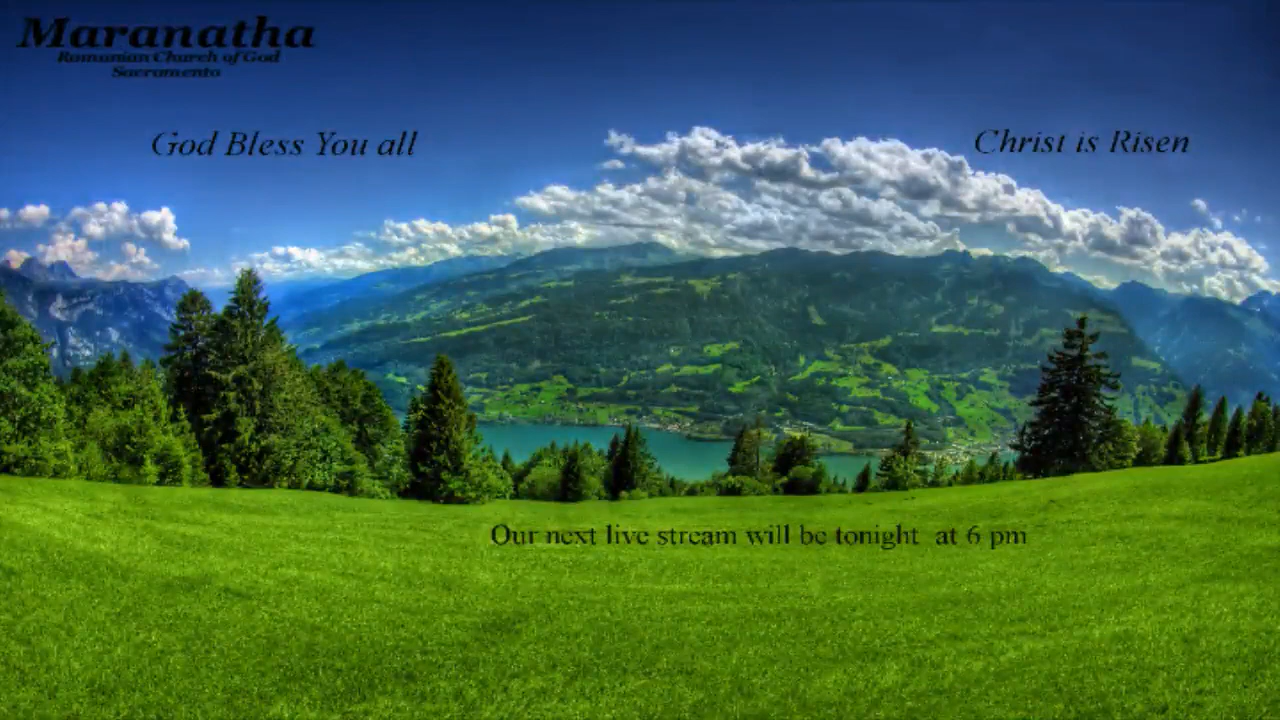 Maranatha
Romanian Church of God
Sacramento
God Bless You all
Christ is Risen
Our next live stream will be tonight at 6 pm